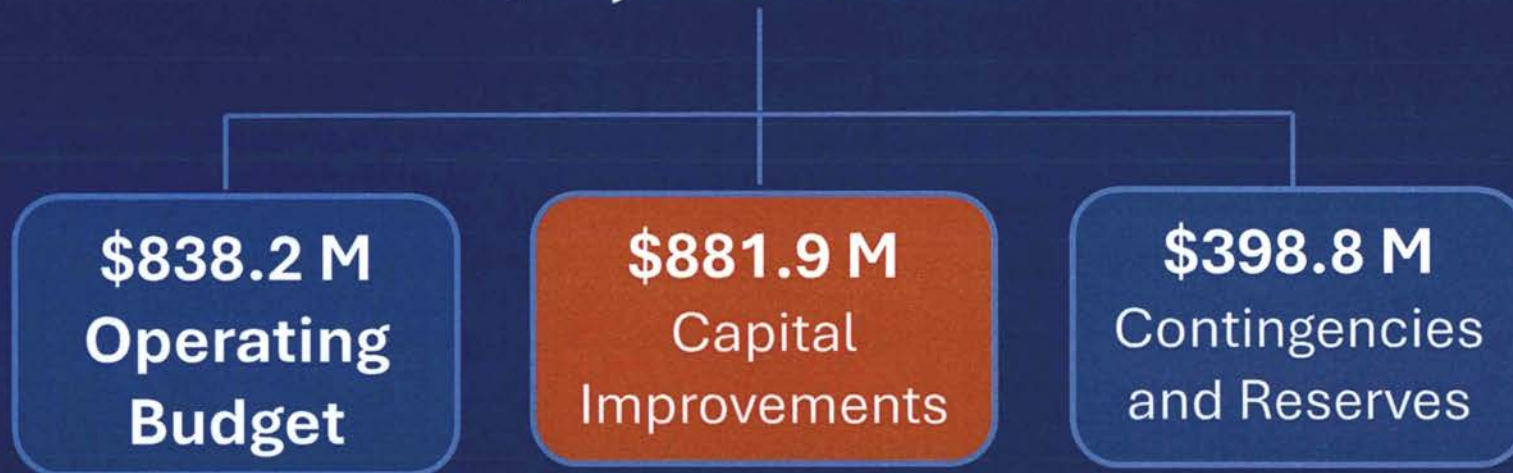 $838.2 M
Operating
Budget
$881.9 M
Capital
Improvements
$398.8 M
Contingencies
and Reserves